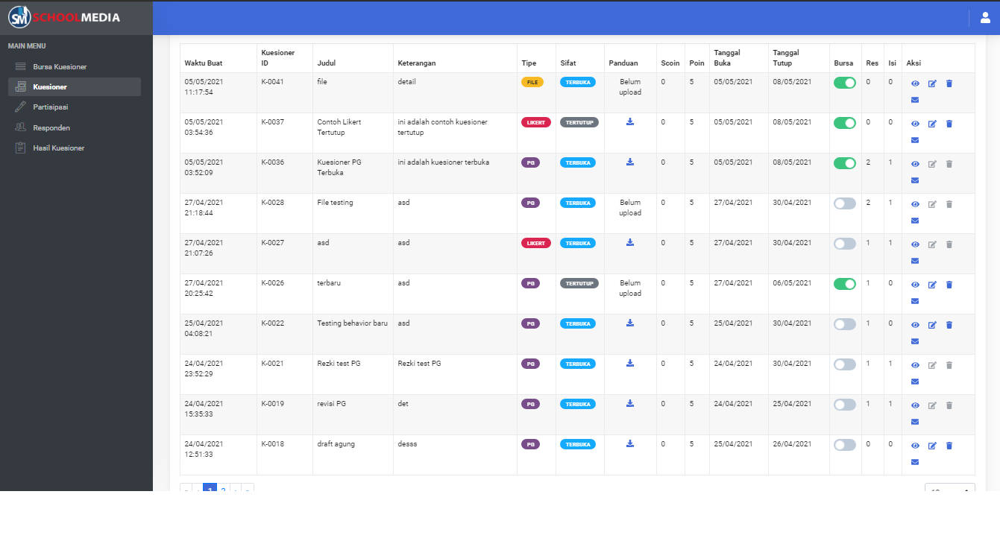 SM SCHOOLMEDIA
MAIN MENU
Bursa Kuesioner
Kuesioner
Partisipasi
Responden
Hasil Kuesioner
Waktu Buat Kuesioner ID Judul Keterangan Tipe Sifat Panduan Scoin Poin Tanggal Buka Tanggal Tutup Bursa Res Isi Aksi
05/05/2021 11:17:54 K-0041 file detail FILE TERBUKA Belum upload 0 5 05/05/2021 08/05/2021 0 0
05/05/2021 03:54:36 K-0037 Contoh Likert Tertutup ini adalah contoh kuesioner tertutup LIKERT TERTUTUP 0 5 05/05/2021 08/05/2021 0 0
05/05/2021 03:52:09 K-0036 Kuesioner PG Terbuka ini adalah kuesioner terbuka PG TERBUKA 0 5 05/05/2021 08/05/2021 2 1
27/04/2021 21:18:44 K-0028 File testing asd PG TERBUKA Belum upload 0 5 27/04/2021 30/04/2021 2 1
27/04/2021 21:07:26 K-0027 asd asd LIKERT TERBUKA 0 5 27/04/2021 30/04/2021 1 1
27/04/2021 20:25:42 K-0026 terbaru asd PG TERTUTUP Belum upload 0 5 27/04/2021 06/05/2021 1 0
25/04/2021 04:08:21 K-0022 Testing behavior baru asd PG TERBUKA 0 5 25/04/2021 30/04/2021 1 0
24/04/2021 23:52:29 K-0021 Rezki test PG Rezki test PG PG TERBUKA 0 5 24/04/2021 30/04/2021 1 1
24/04/2021 15:35:33 K-0019 revisi PG det PG TERBUKA 0 5 24/04/2021 25/04/2021 1 1
24/04/2021 12:51:33 K-0018 draft agung desss PG TERBUKA 0 5 25/04/2021 26/04/2021 0 0
1 2